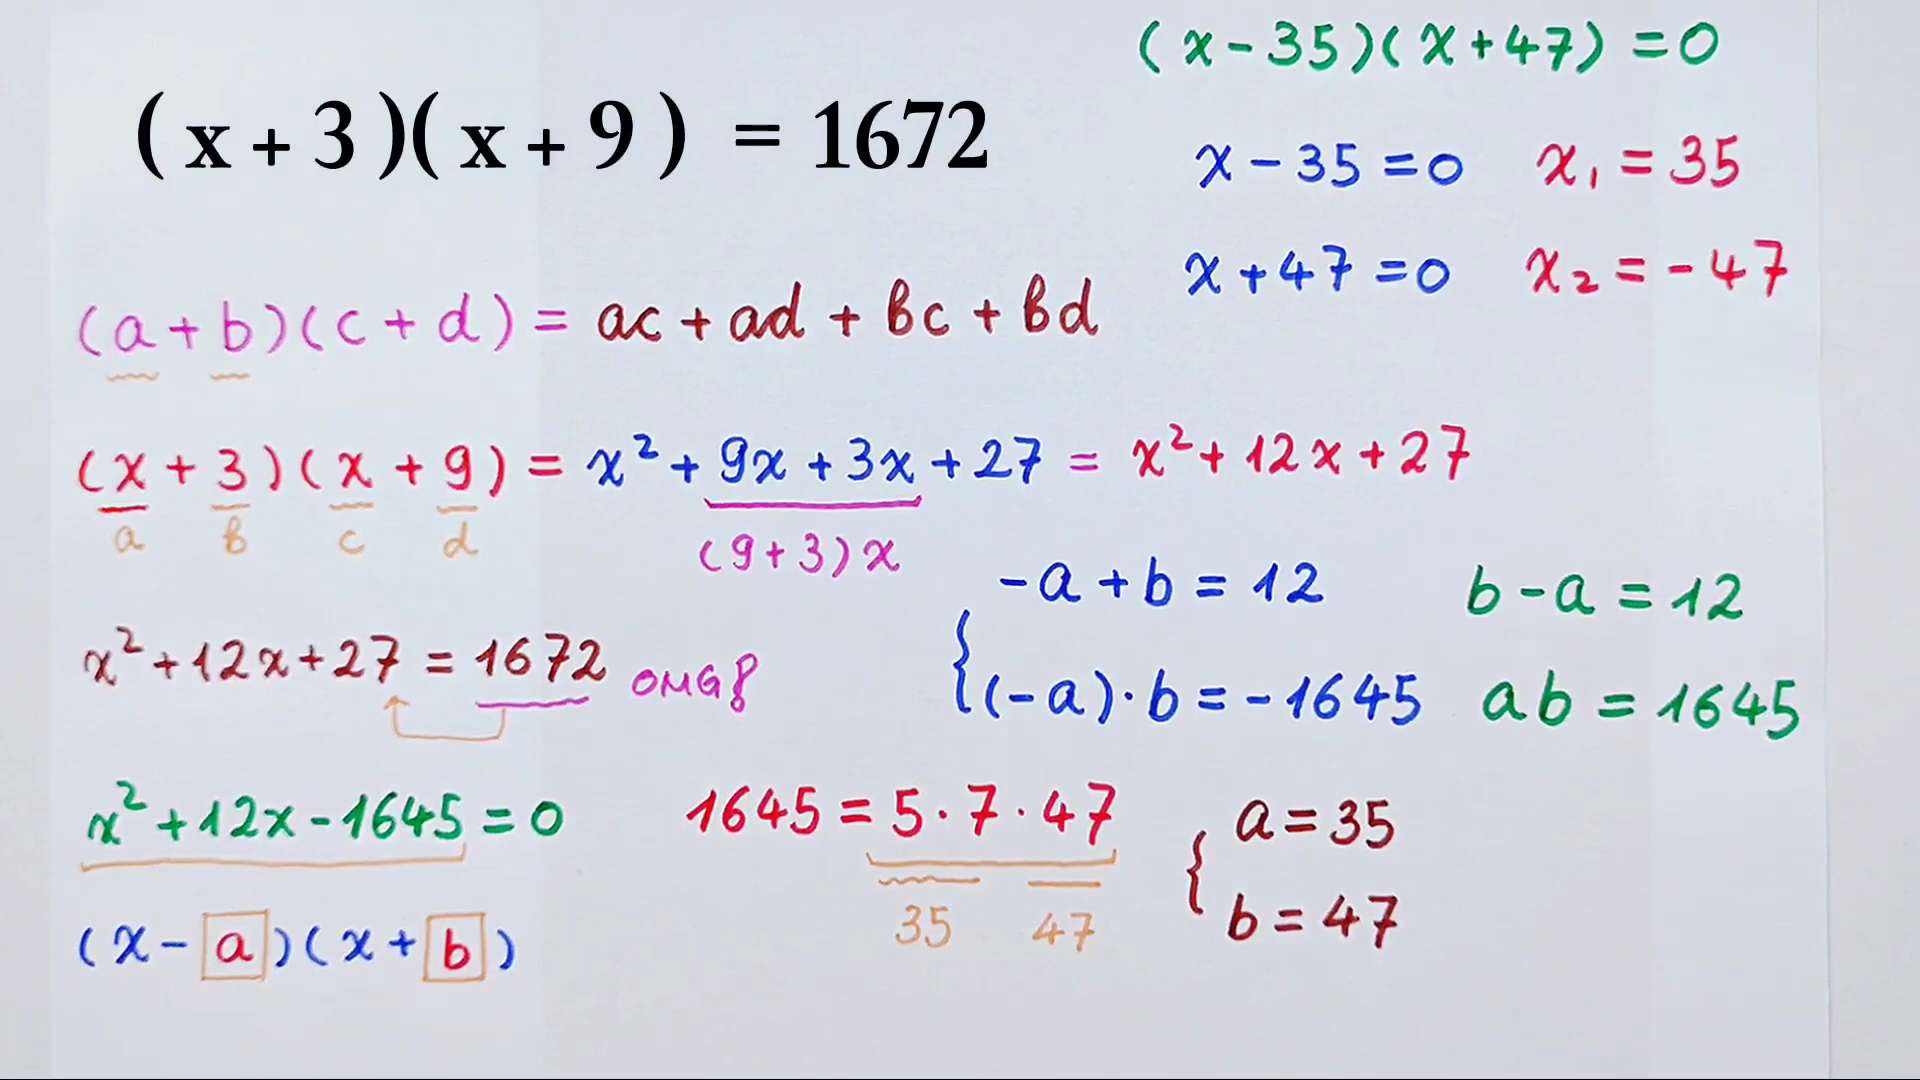 ( x + 3 )( x + 9 ) = 1672
(x - 35)(x + 47) = 0
x - 35 = 0 x₁ = 35
x + 47 = 0 x₂ = - 47
(a + b)(c + d) = ac + ad + bc + bd
(x + 3)(x + 9) = x² + 9x + 3x + 27 = x² + 12x + 27
a b c d
(9 + 3) x
x² + 12x + 27 = 1672
x² + 12x - 1645 = 0
(x - a)(x + b)
- a + b = 12
(-a) · b = - 1645
b - a = 12
ab = 1645
1645 = 5 · 7 · 47
35 47
a = 35
b = 47